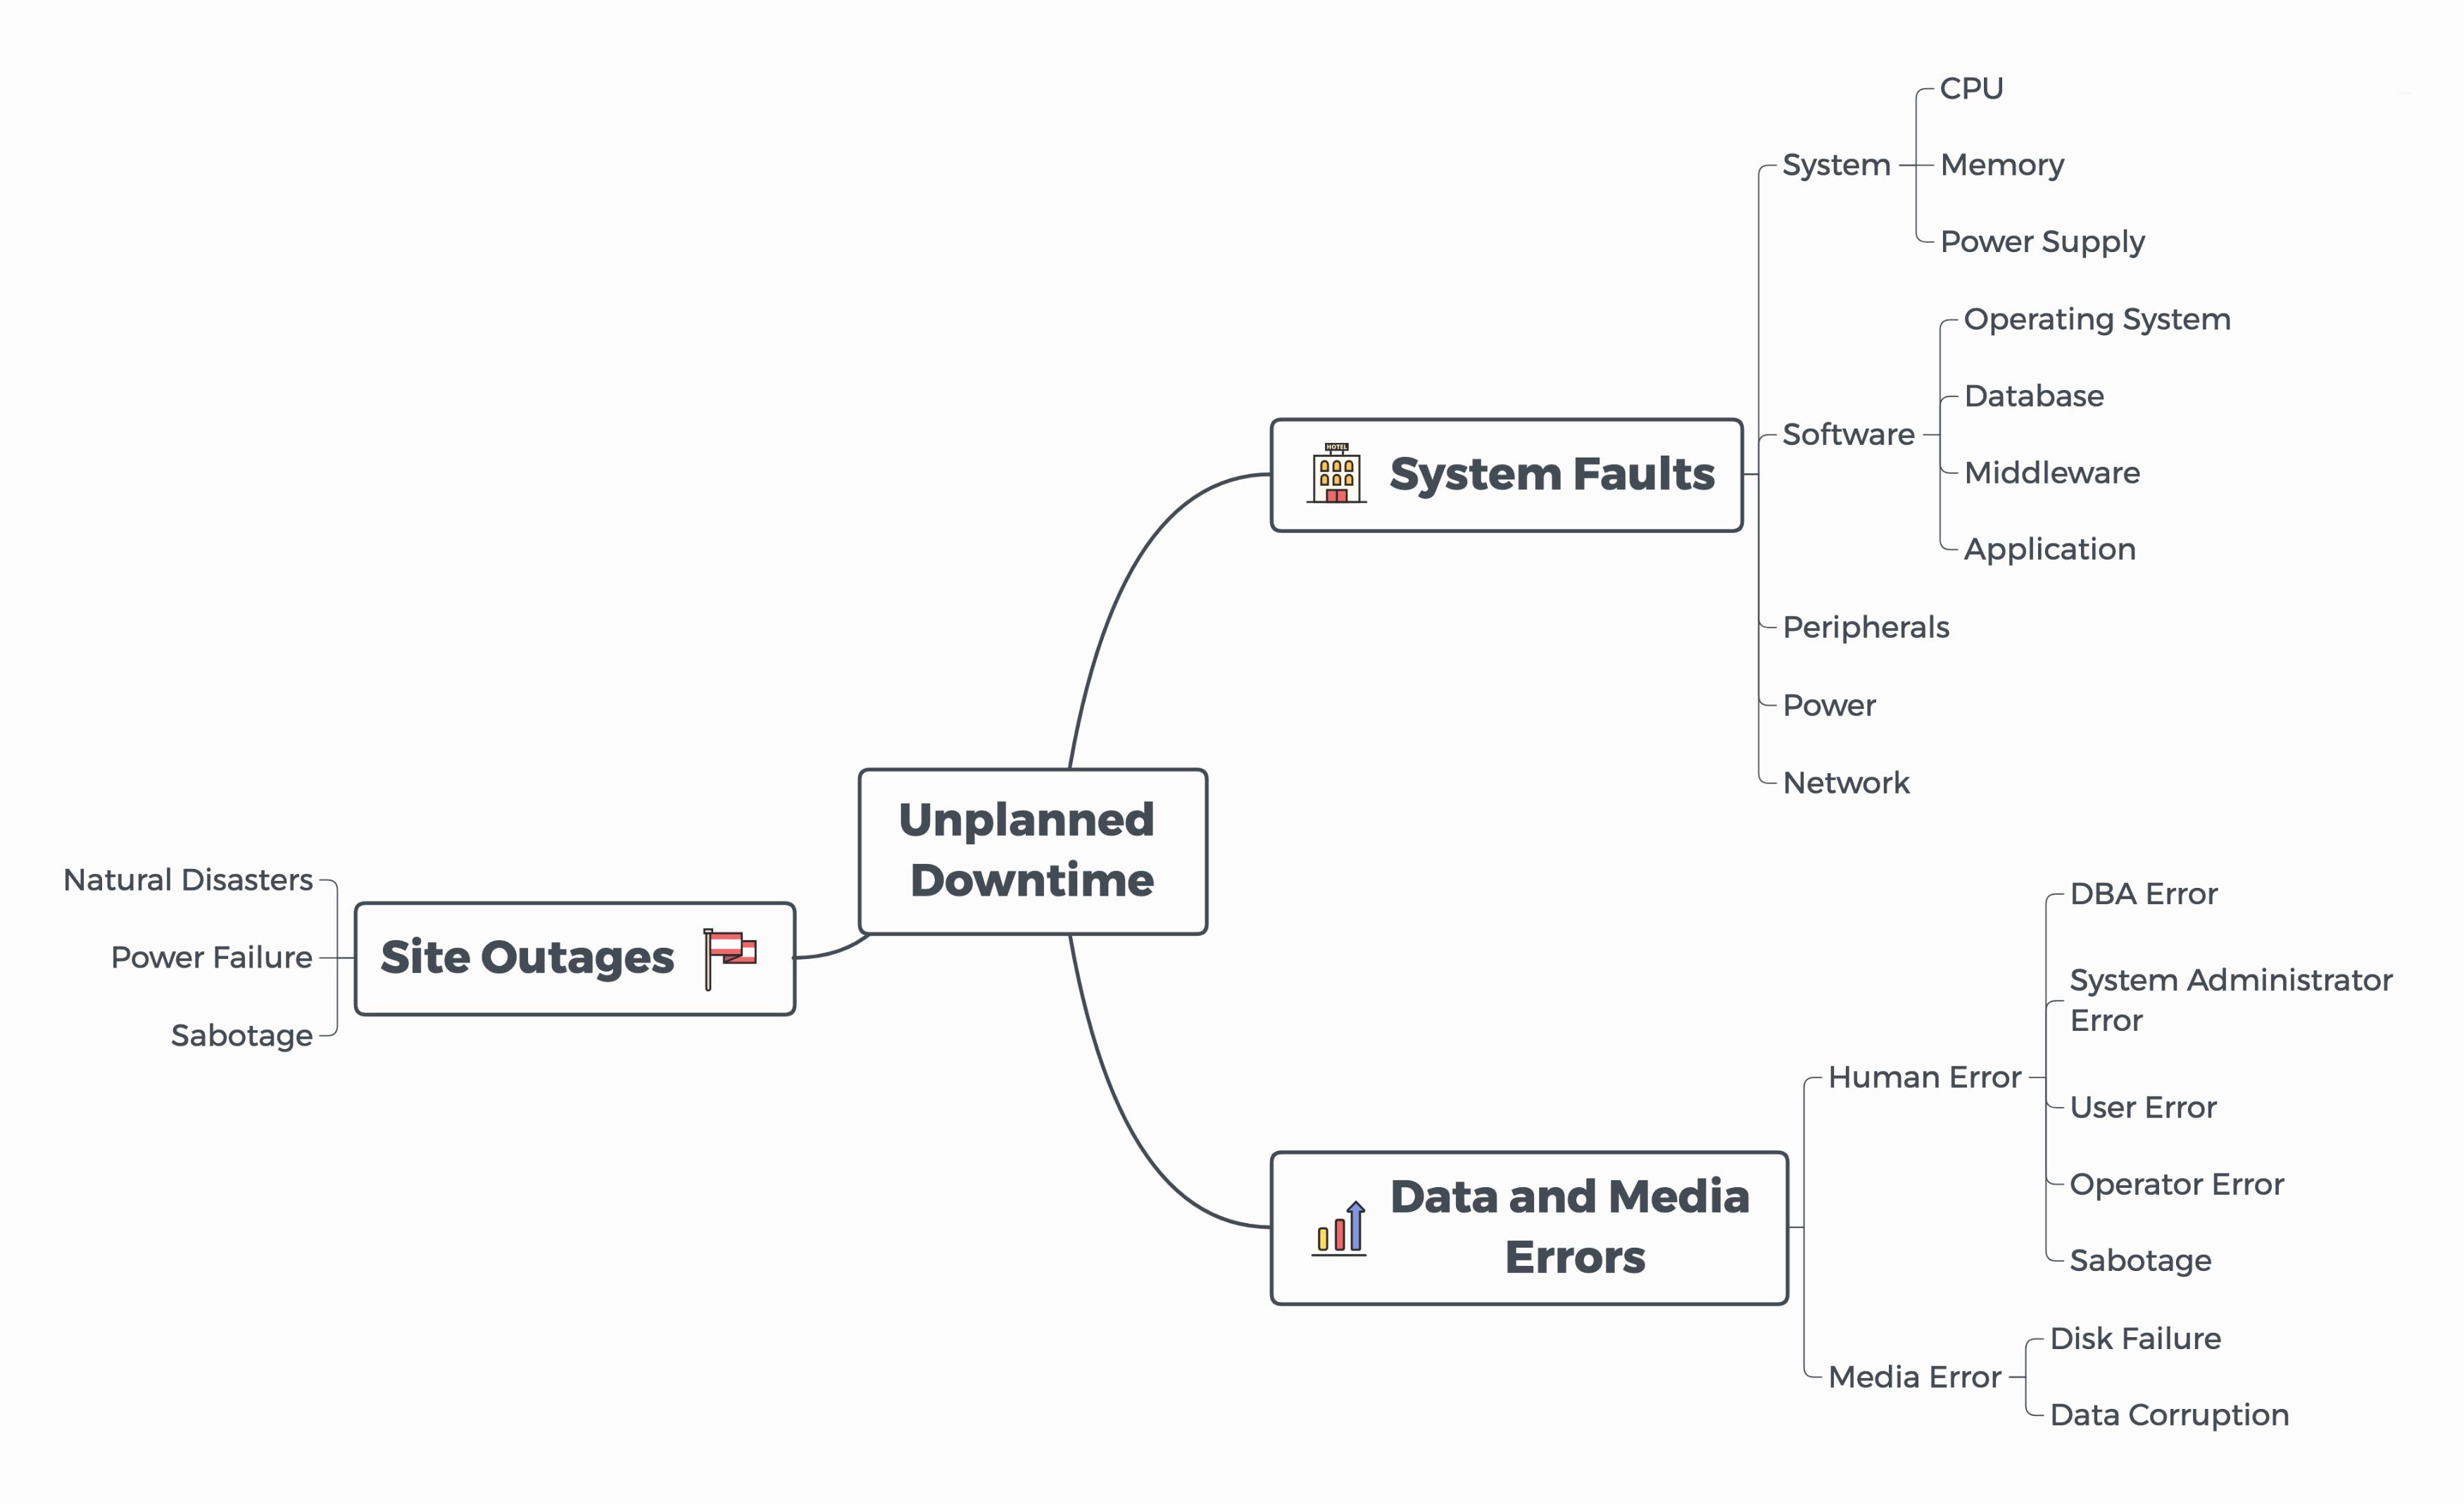 Unplanned
Downtime
System Faults
HOTEL
System
CPU
Memory
Power Supply
Software
Operating System
Database
Middleware
Application
Peripherals
Power
Network
Data and Media
Errors
Human Error
DBA Error
System Administrator
Error
User Error
Operator Error
Sabotage
Media Error
Disk Failure
Data Corruption
Site Outages
Natural Disasters
Power Failure
Sabotage